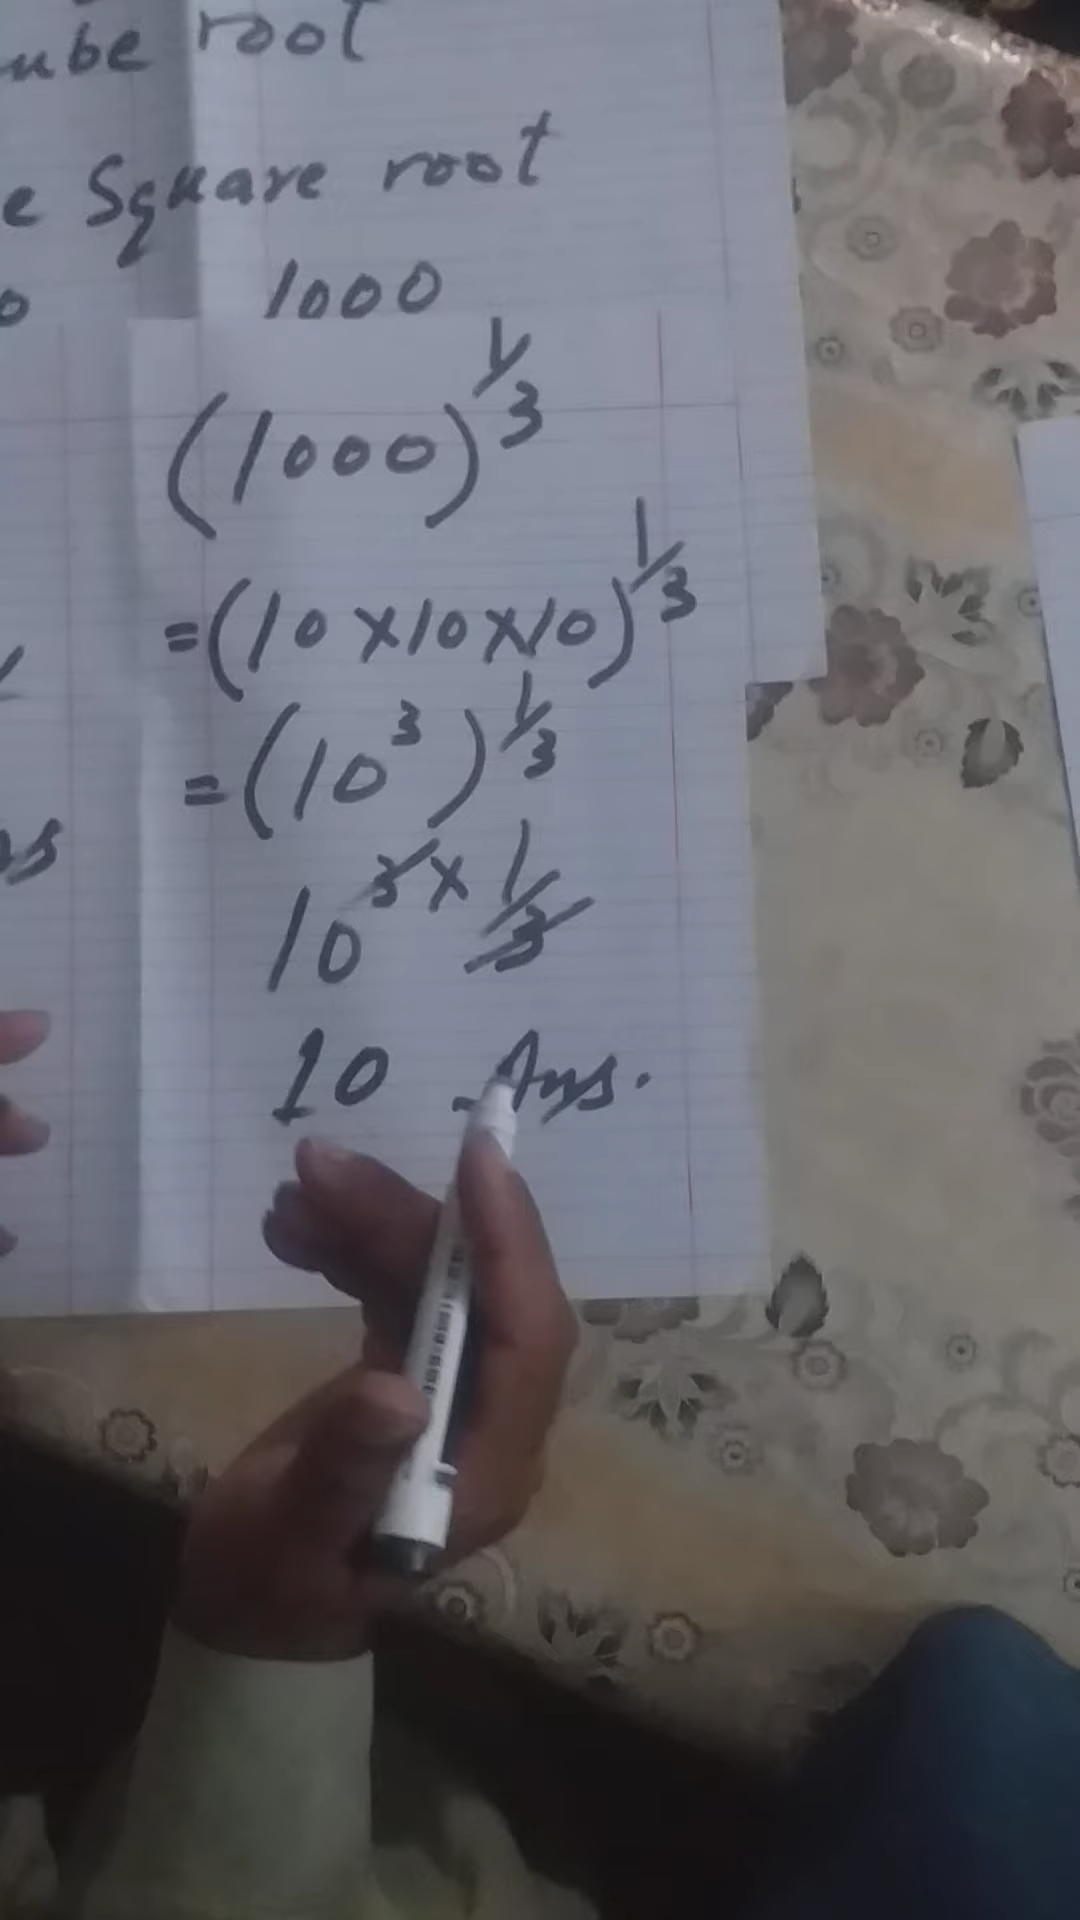 ube root
e Square root
0 1000
(1000)^1/3
=(10×10×10)^1/3
=(10^3)^1/3
10^3×1/3
10 Ans.